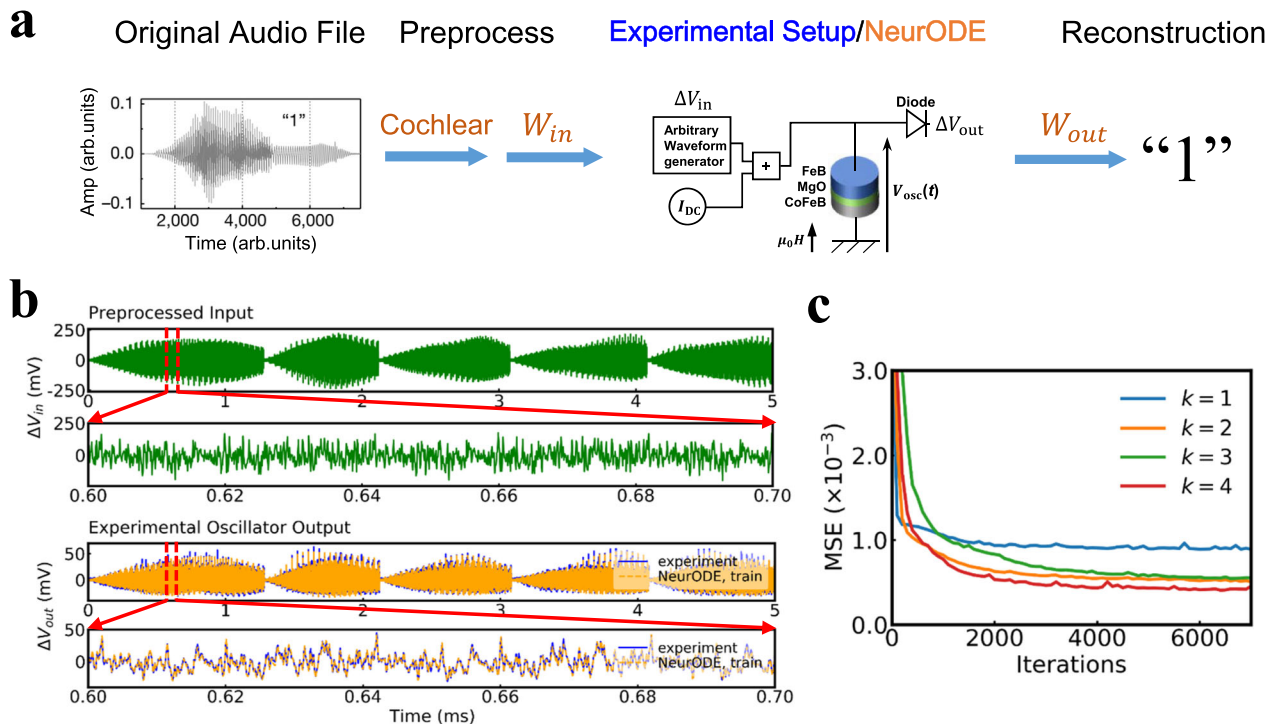 a
Original Audio File
Preprocess
Experimental Setup/NeurODE
Reconstruction
Amp (arb.units)
0.1
0.0
−0.1
"1"
2,000
4,000
6,000
Time (arb.units)
Cochlear
W_in
ΔV_in
Arbitrary
Waveform
generator
+
I_DC
FeB
MgO
CoFeB
μ₀H
Diode
ΔV_out
V_osc(t)
W_out
“1”
b
Preprocessed Input
ΔV_in (mV)
250
0
-250
0 1 2 3 4 5
250
0
0.60 0.62 0.64 0.66 0.68 0.70
Experimental Oscillator Output
ΔV_out (mV)
50
0
experiment
NeurODE, train
0 1 2 3 4 5
50
0
experiment
NeurODE, train
0.60 0.62 0.64 0.66 0.68 0.70
Time (ms)
c
MSE (×10⁻³)
3.0
2.0
1.0
0.0
k = 1
k = 2
k = 3
k = 4
0 2000 4000 6000
Iterations